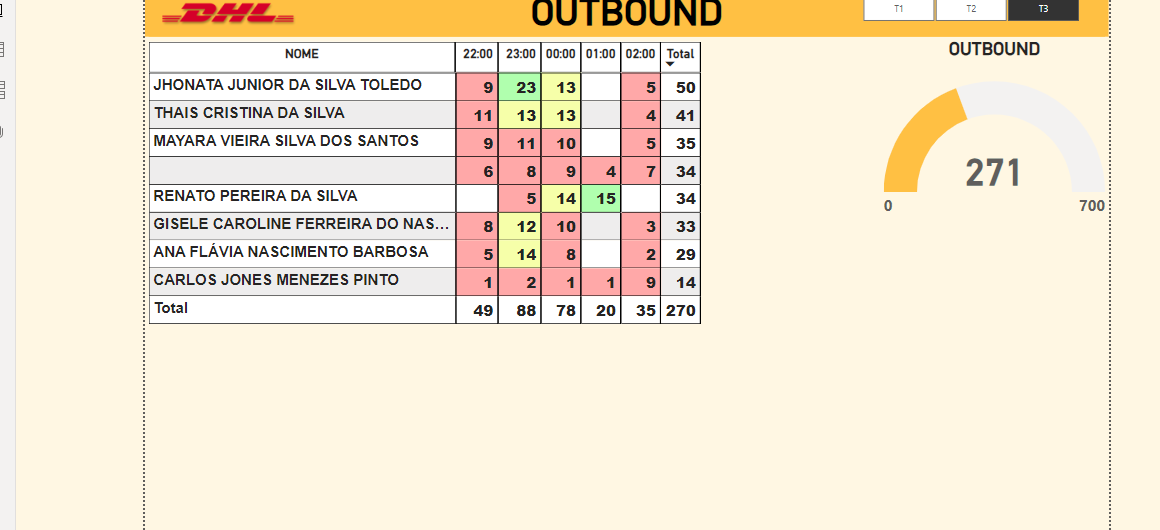 DHL
OUTBOUND
T1 T2 T3
NOME 22:00 23:00 00:00 01:00 02:00 Total
JHONATA JUNIOR DA SILVA TOLEDO 9 23 13 5 50
THAIS CRISTINA DA SILVA 11 13 13 4 41
MAYARA VIEIRA SILVA DOS SANTOS 9 11 10 5 35
6 8 9 4 7 34
RENATO PEREIRA DA SILVA 5 14 15 34
GISELE CAROLINE FERREIRA DO NAS... 8 12 10 3 33
ANA FLÁVIA NASCIMENTO BARBOSA 5 14 8 2 29
CARLOS JONES MENEZES PINTO 1 2 1 1 9 14
Total 49 88 78 20 35 270
OUTBOUND
271
0 700